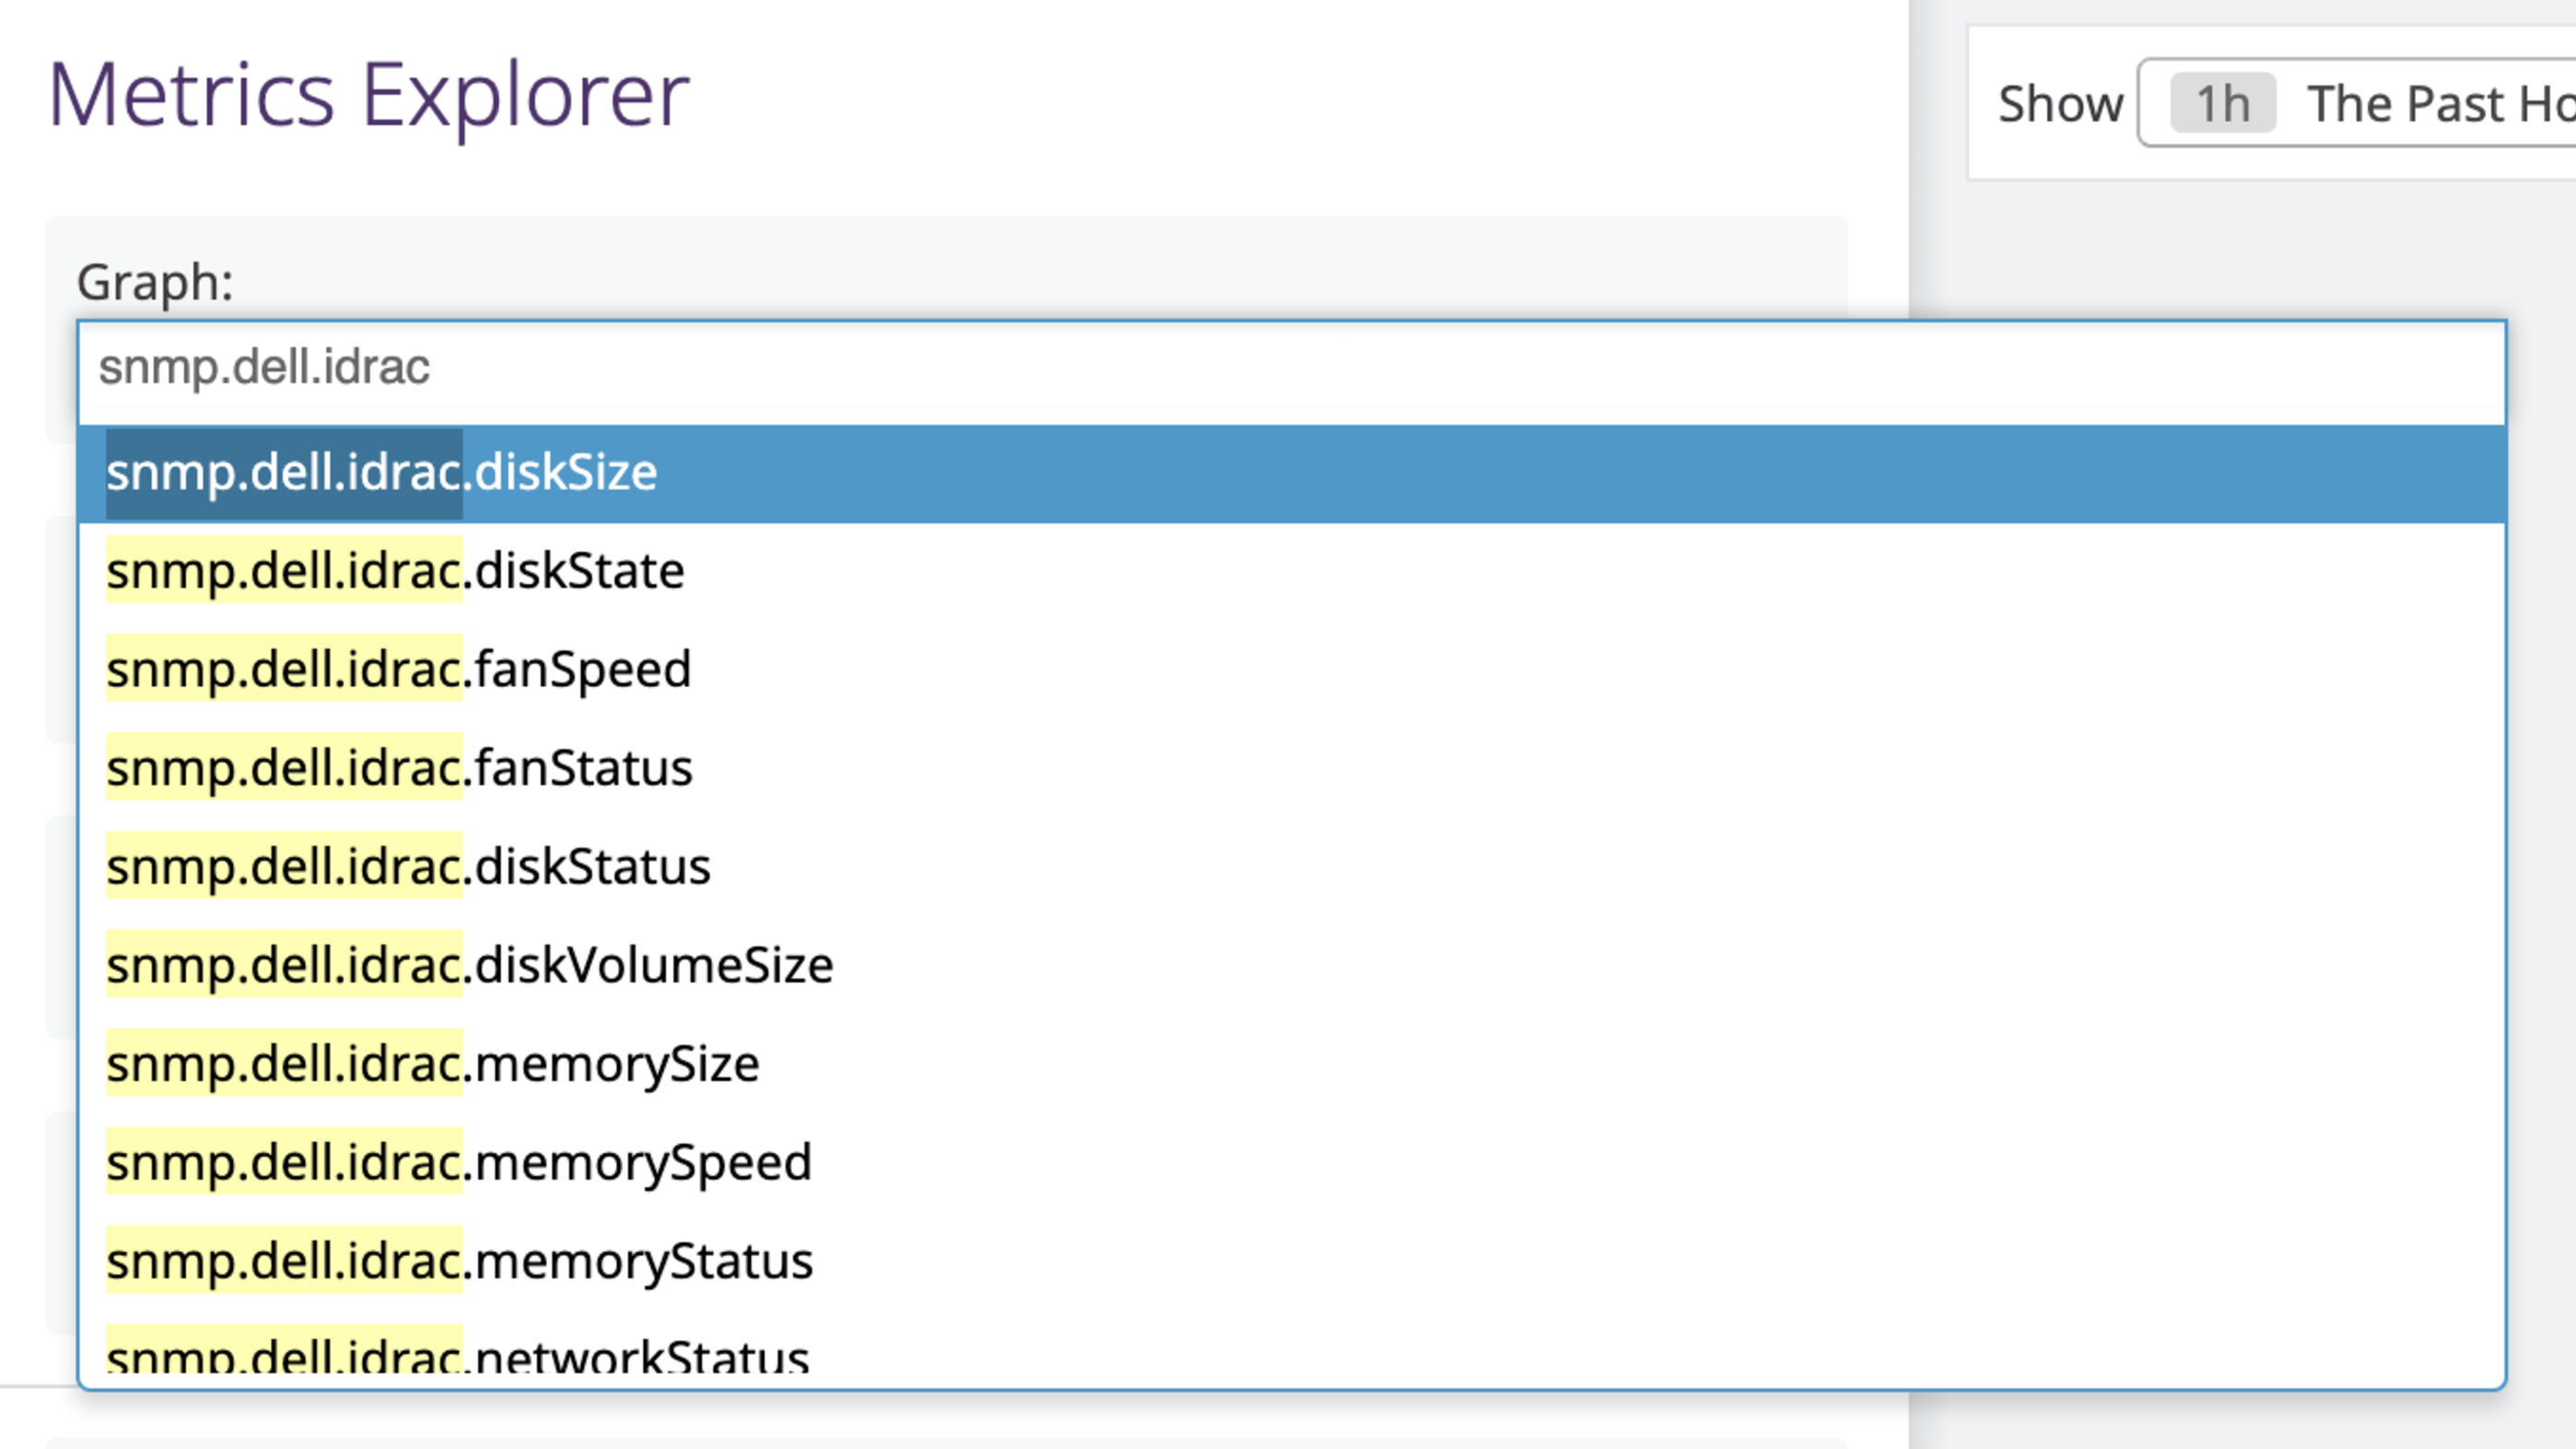 Metrics Explorer
Show 1h The Past Ho
Graph:
snmp.dell.idrac
snmp.dell.idrac.diskSize
snmp.dell.idrac.diskState
snmp.dell.idrac.fanSpeed
snmp.dell.idrac.fanStatus
snmp.dell.idrac.diskStatus
snmp.dell.idrac.diskVolumeSize
snmp.dell.idrac.memorySize
snmp.dell.idrac.memorySpeed
snmp.dell.idrac.memoryStatus
snmp.dell.idrac.networkStatus